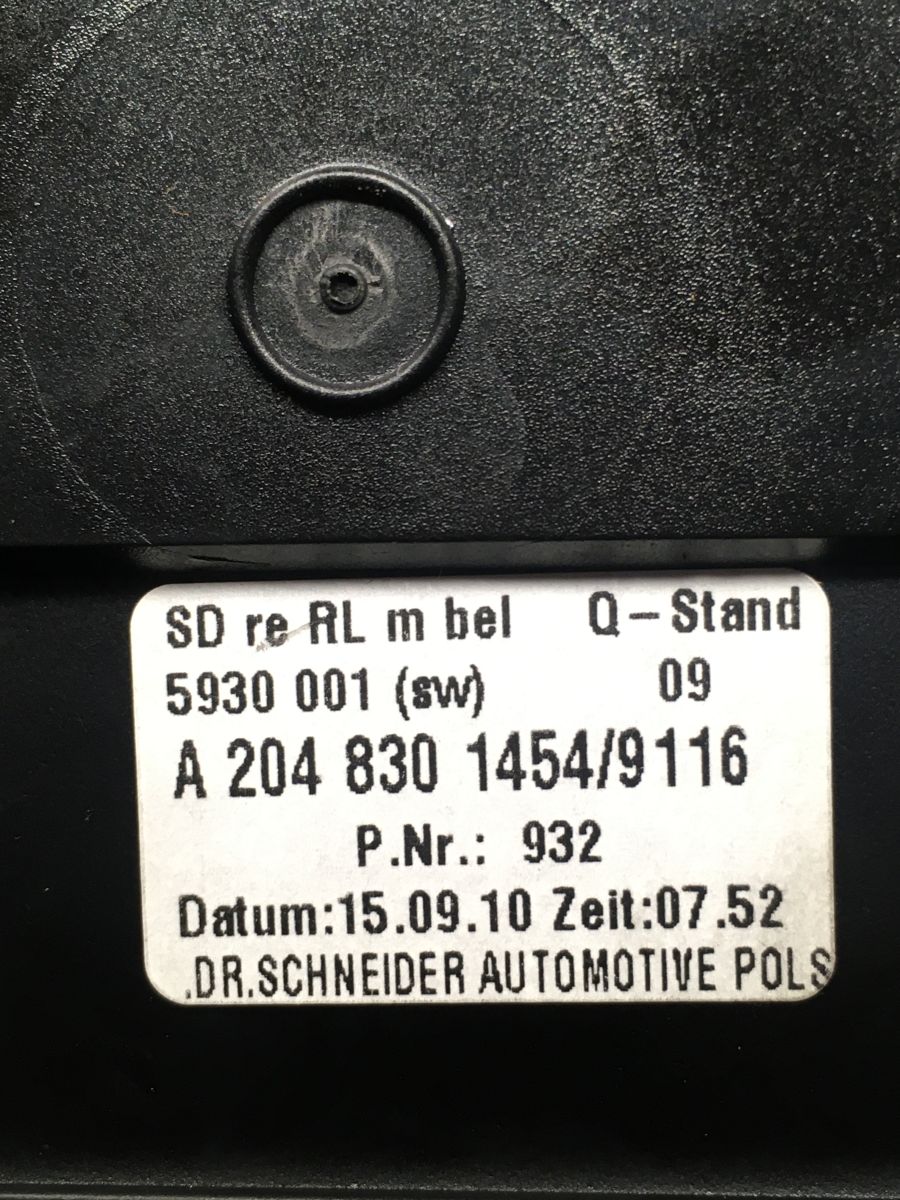 SD re RL m bel Q-Stand
5930 001 (sw) 09
A 204 830 1454/9116
P.Nr.: 932
Datum:15.09.10 Zeit:07.52
.DR.SCHNEIDER AUTOMOTIVE POLS